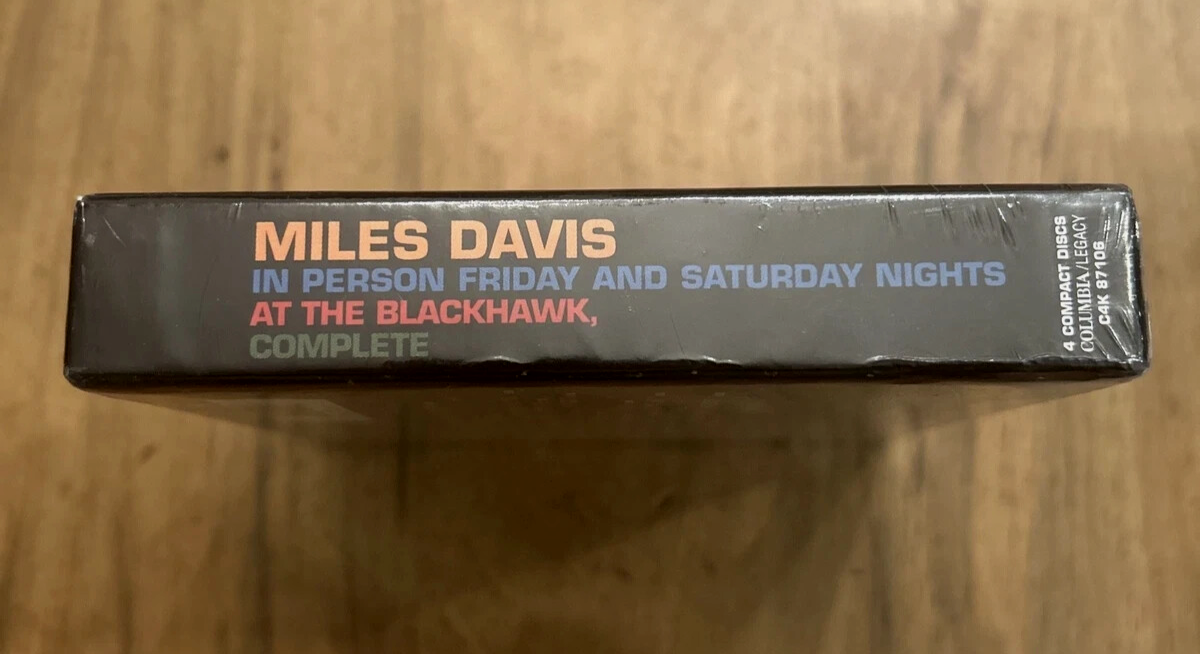 MILES DAVIS
IN PERSON FRIDAY AND SATURDAY NIGHTS
AT THE BLACKHAWK,
COMPLETE
4 COMPACT DISCS
COLUMBIA/LEGACY
C4K 87106